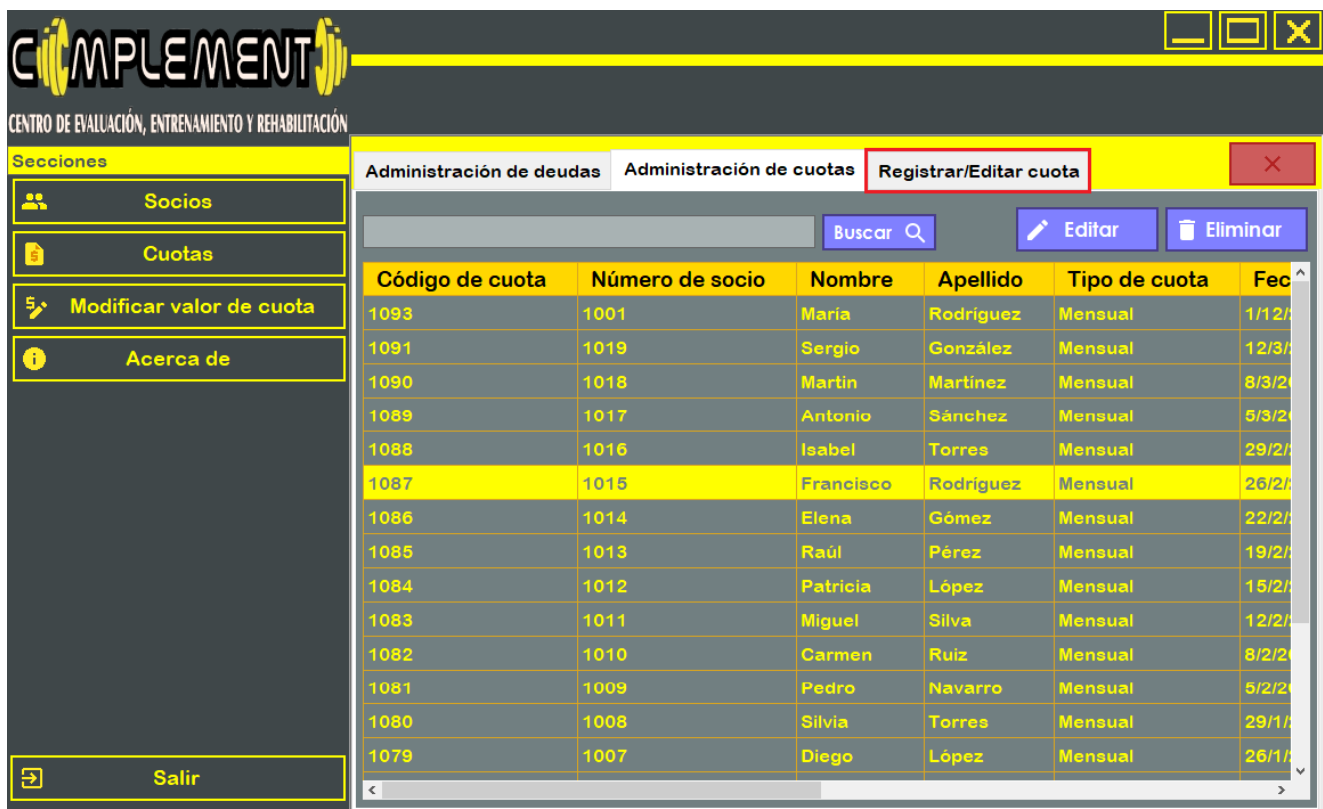 COMPLEMENTO
CENTRO DE EVALUACIÓN, ENTRENAMIENTO Y REHABILITACIÓN
Secciones
Socios
Cuotas
Modificar valor de cuota
Acerca de
Salir
Administración de deudas Administración de cuotas Registrar/Editar cuota
Buscar Editar Eliminar
Código de cuota Número de socio Nombre Apellido Tipo de cuota Fec
1093 1001 María Rodríguez Mensual 1/12/
1091 1019 Sergio González Mensual 12/3/
1090 1018 Martin Martínez Mensual 8/3/2
1089 1017 Antonio Sánchez Mensual 5/3/2
1088 1016 Isabel Torres Mensual 29/2/
1087 1015 Francisco Rodríguez Mensual 26/2/
1086 1014 Elena Gómez Mensual 22/2/
1085 1013 Raúl Pérez Mensual 19/2/
1084 1012 Patricia López Mensual 15/2/
1083 1011 Miguel Silva Mensual 12/2/
1082 1010 Carmen Ruiz Mensual 8/2/2
1081 1009 Pedro Navarro Mensual 5/2/2
1080 1008 Silvia Torres Mensual 29/1/
1079 1007 Diego López Mensual 26/1/